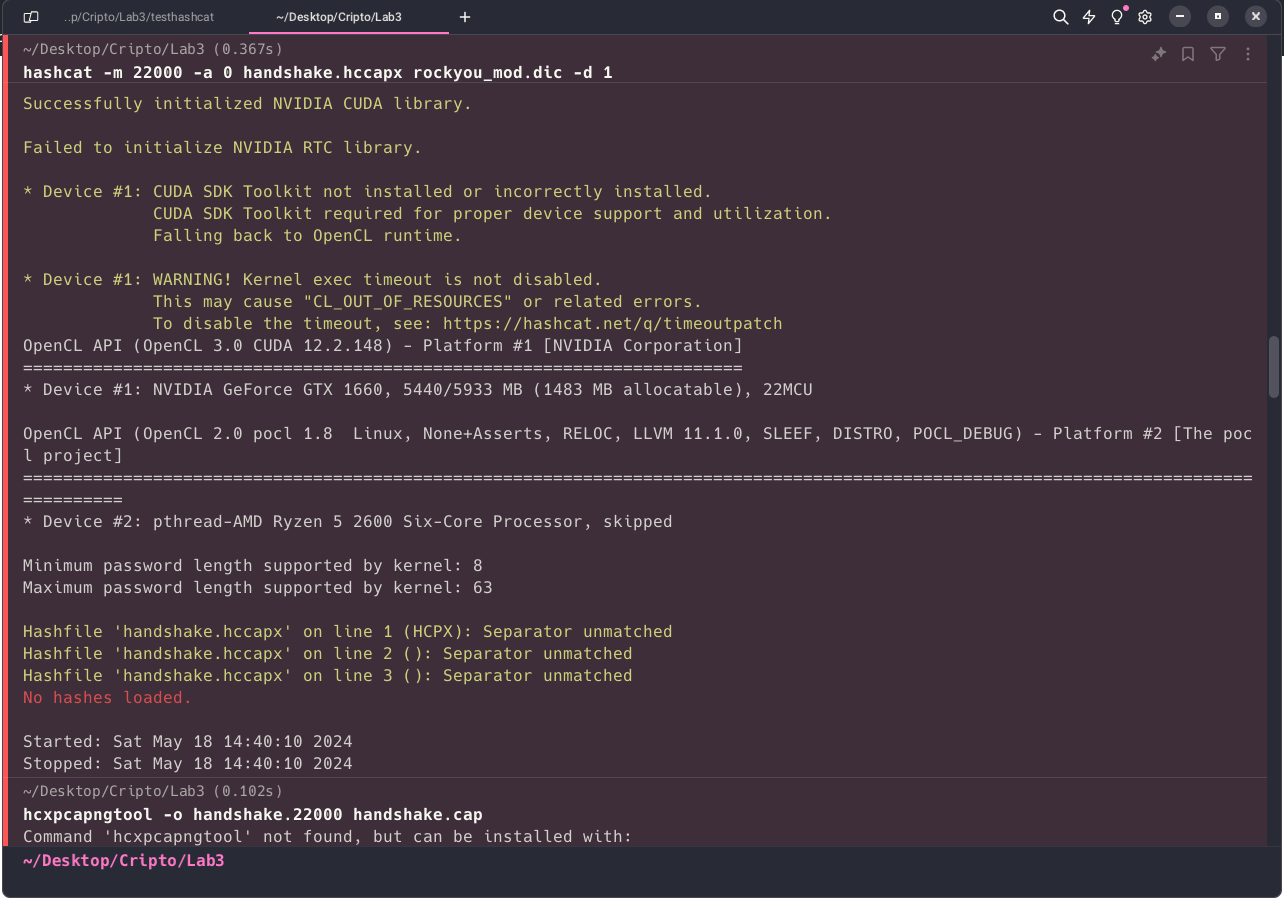 ..p/Cripto/Lab3/testhashcat
~/Desktop/Cripto/Lab3
~/Desktop/Cripto/Lab3 (0.367s)
hashcat -m 22000 -a 0 handshake.hccapx rockyou_mod.dic -d 1
Successfully initialized NVIDIA CUDA library.
Failed to initialize NVIDIA RTC library.
* Device #1: CUDA SDK Toolkit not installed or incorrectly installed.
CUDA SDK Toolkit required for proper device support and utilization.
Falling back to OpenCL runtime.
* Device #1: WARNING! Kernel exec timeout is not disabled.
This may cause "CL_OUT_OF_RESOURCES" or related errors.
To disable the timeout, see: https://hashcat.net/q/timeoutpatch
OpenCL API (OpenCL 3.0 CUDA 12.2.148) - Platform #1 [NVIDIA Corporation]
========================================================================
* Device #1: NVIDIA GeForce GTX 1660, 5440/5933 MB (1483 MB allocatable), 22MCU
OpenCL API (OpenCL 2.0 pocl 1.8  Linux, None+Asserts, RELOC, LLVM 11.1.0, SLEEF, DISTRO, POCL_DEBUG) - Platform #2 [The poc
l project]
===========================================================================================================================
==========
* Device #2: pthread-AMD Ryzen 5 2600 Six-Core Processor, skipped
Minimum password length supported by kernel: 8
Maximum password length supported by kernel: 63
Hashfile 'handshake.hccapx' on line 1 (HCPX): Separator unmatched
Hashfile 'handshake.hccapx' on line 2 (): Separator unmatched
Hashfile 'handshake.hccapx' on line 3 (): Separator unmatched
No hashes loaded.
Started: Sat May 18 14:40:10 2024
Stopped: Sat May 18 14:40:10 2024
~/Desktop/Cripto/Lab3 (0.102s)
hcxpcapngtool -o handshake.22000 handshake.cap
Command 'hcxpcapngtool' not found, but can be installed with:
~/Desktop/Cripto/Lab3